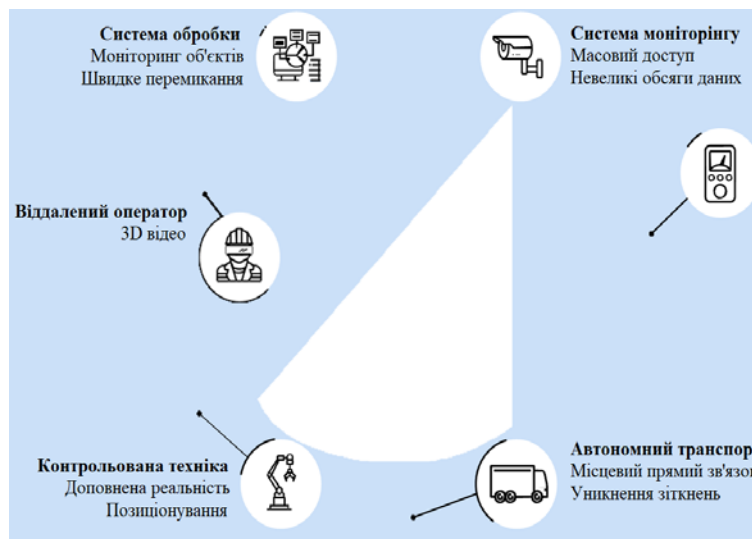 Система обробки
Моніторинг об'єктів
Швидке перемикання
Система моніторінгу
Масовий доступ
Невеликі обсяги даних
Віддалений оператор
3D відео
Контрольована техніка
Доповнена реальність
Позиціонування
Автономний транспор
Місцевий прямий зв'язо
Уникнення зіткнень